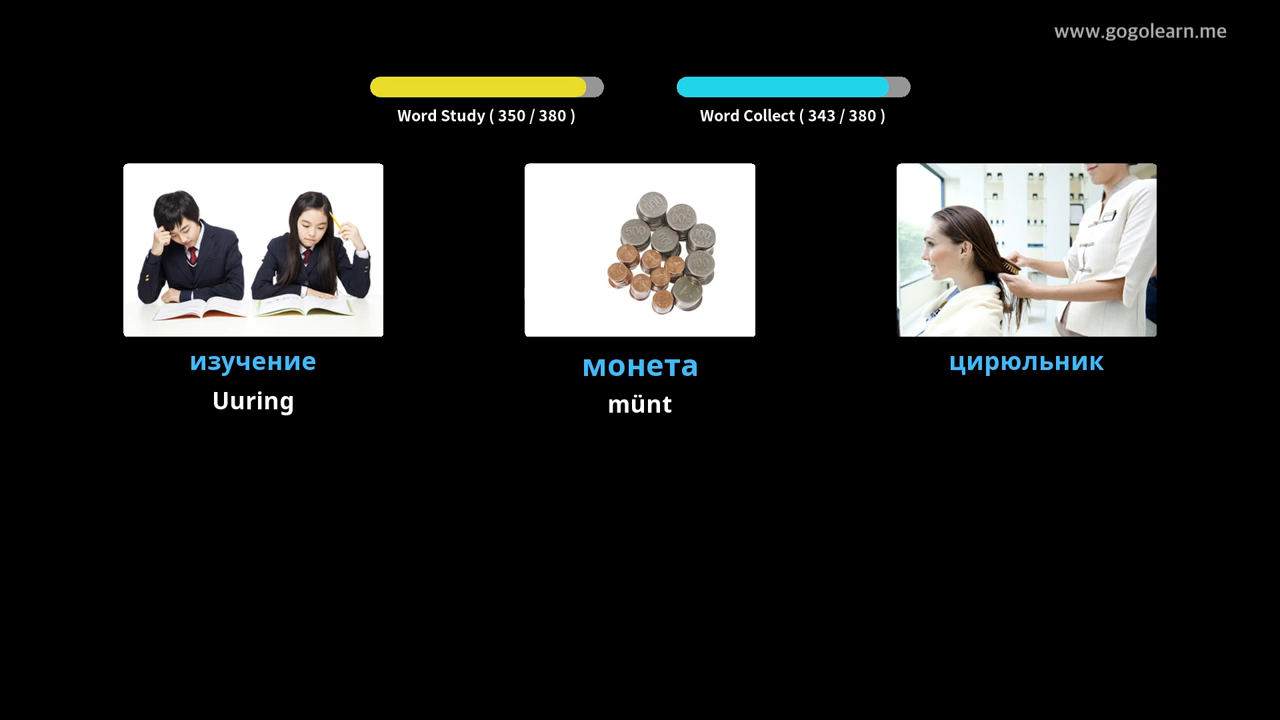 www.gogolearn.me
Word Study ( 350 / 380 )
Word Collect ( 343 / 380 )
изучение
Uuring
монета
münt
цирюльник